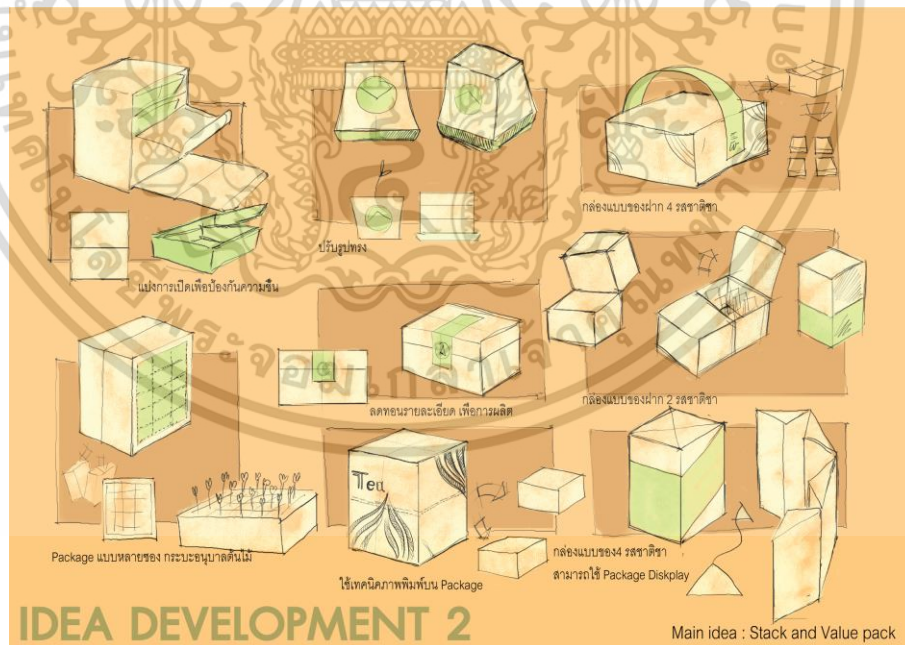 กล่องแบบของฝาก 4 รสชาติชา
ปรับรูปทรง
แบ่งการเปิดเพื่อป้องกันความชื้น
ลดทอนรายละเอียด เพื่อการผลิต
กล่องแบบของฝาก 2 รสชาติชา
Tea
Package แบบหลายซอง กระบะอนุบาลต้นไม้
ใช้เทคนิคภาพพิมพ์บน Package
กล่องแบบของ4 รสชาติชา
สามารถใช้ Package Diskplay
IDEA DEVELOPMENT 2
Main idea : Stack and Value pack